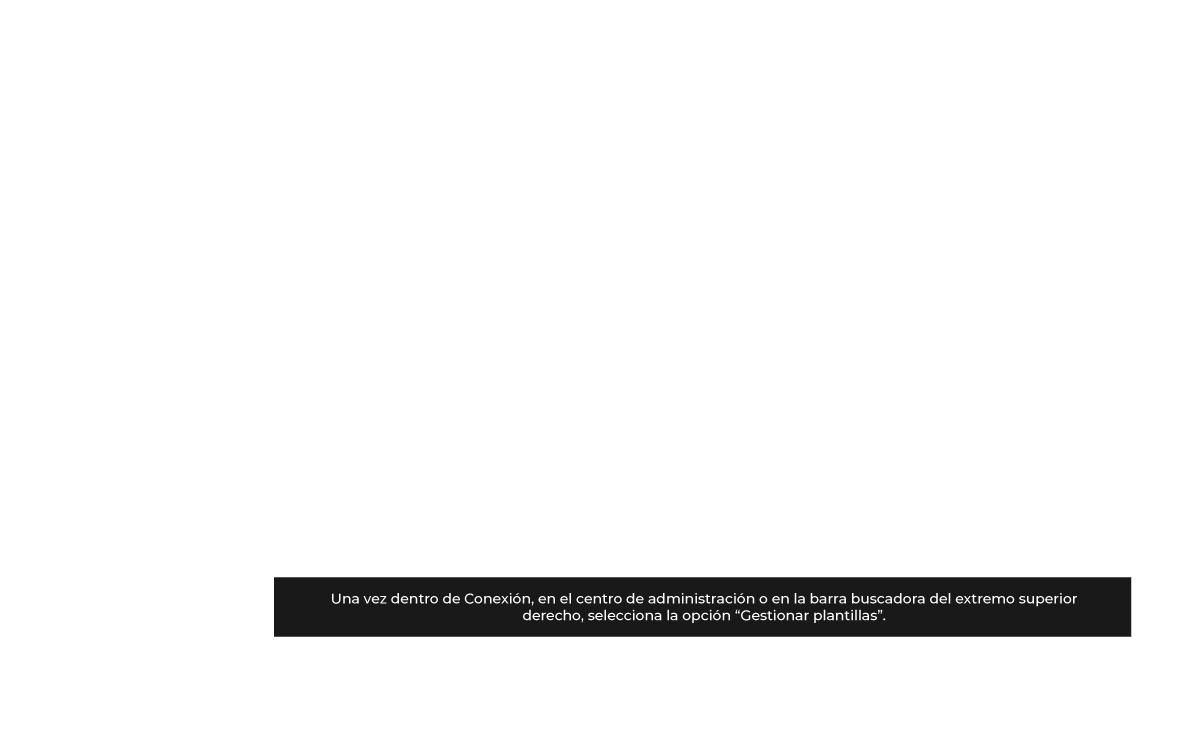 Una vez dentro de Conexión, en el centro de administración o en la barra buscadora del extremo superior
derecho, selecciona la opción “Gestionar plantillas”.